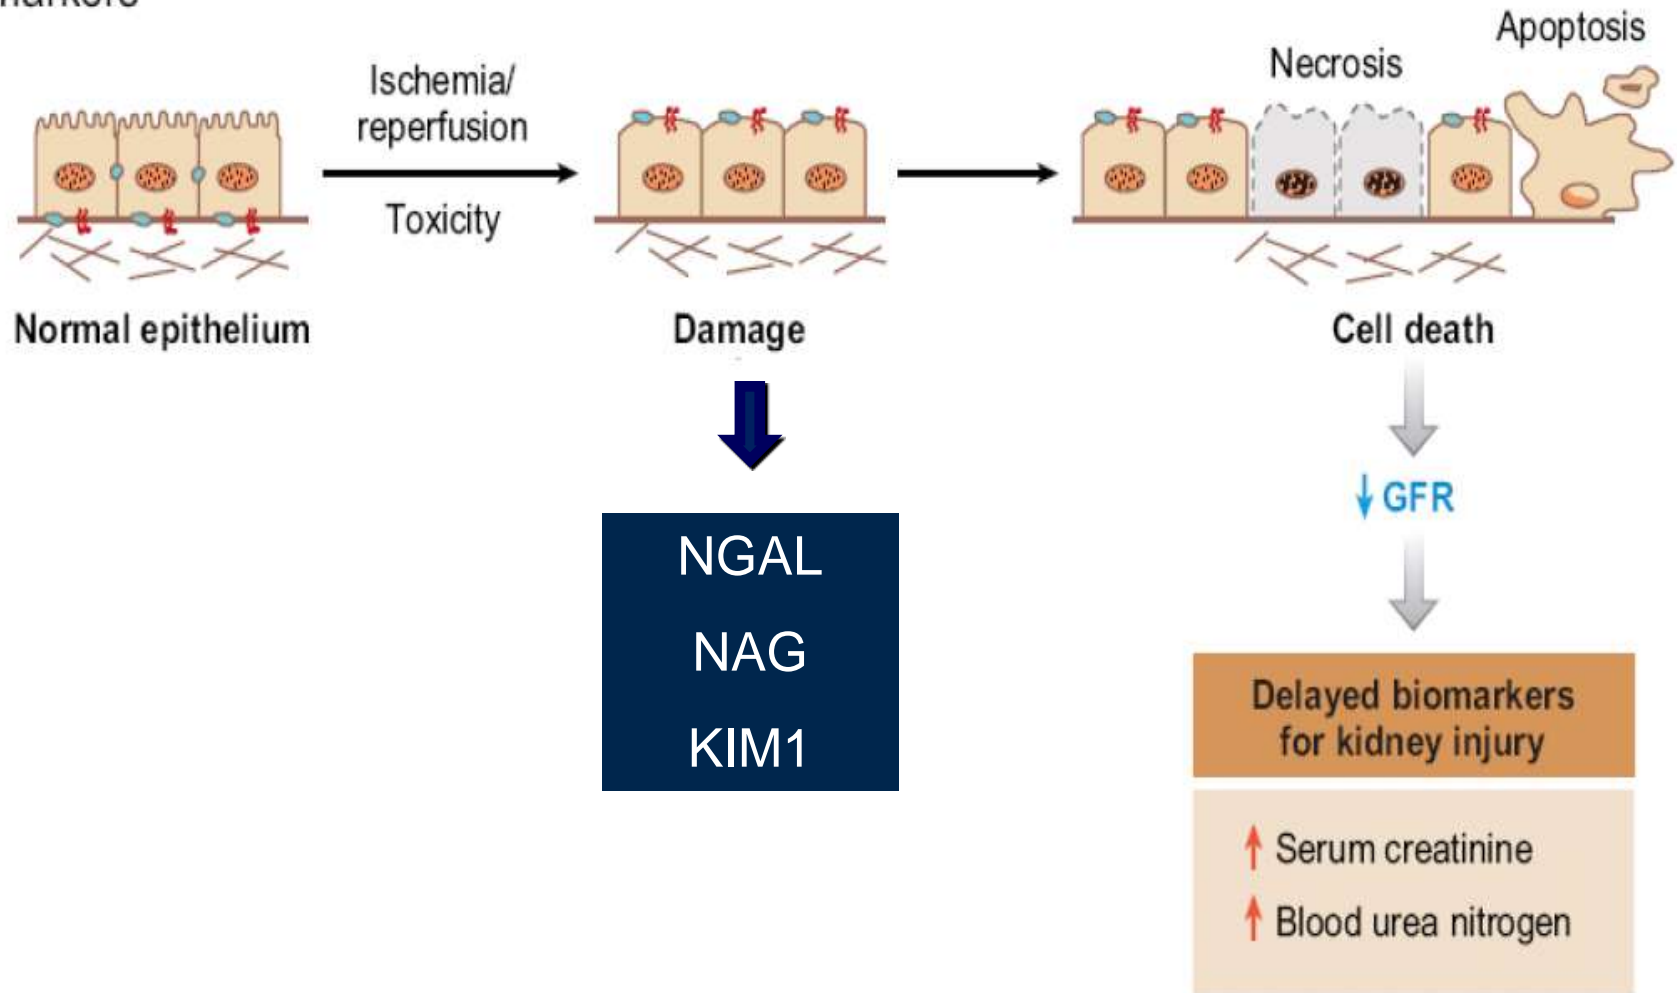 Apoptosis
Necrosis
Ischemia/
reperfusion
Toxicity
Normal epithelium
Damage
Cell death
↓ GFR
NGAL
NAG
KIM1
Delayed biomarkers
for kidney injury
↑ Serum creatinine
↑ Blood urea nitrogen